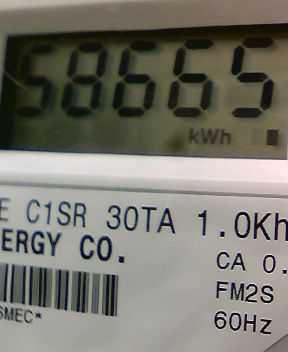 58665
kWh
E C1SR 30TA 1.0Kh
ERGY CO.
CA 0.
FM2S
SMEC*
60Hz